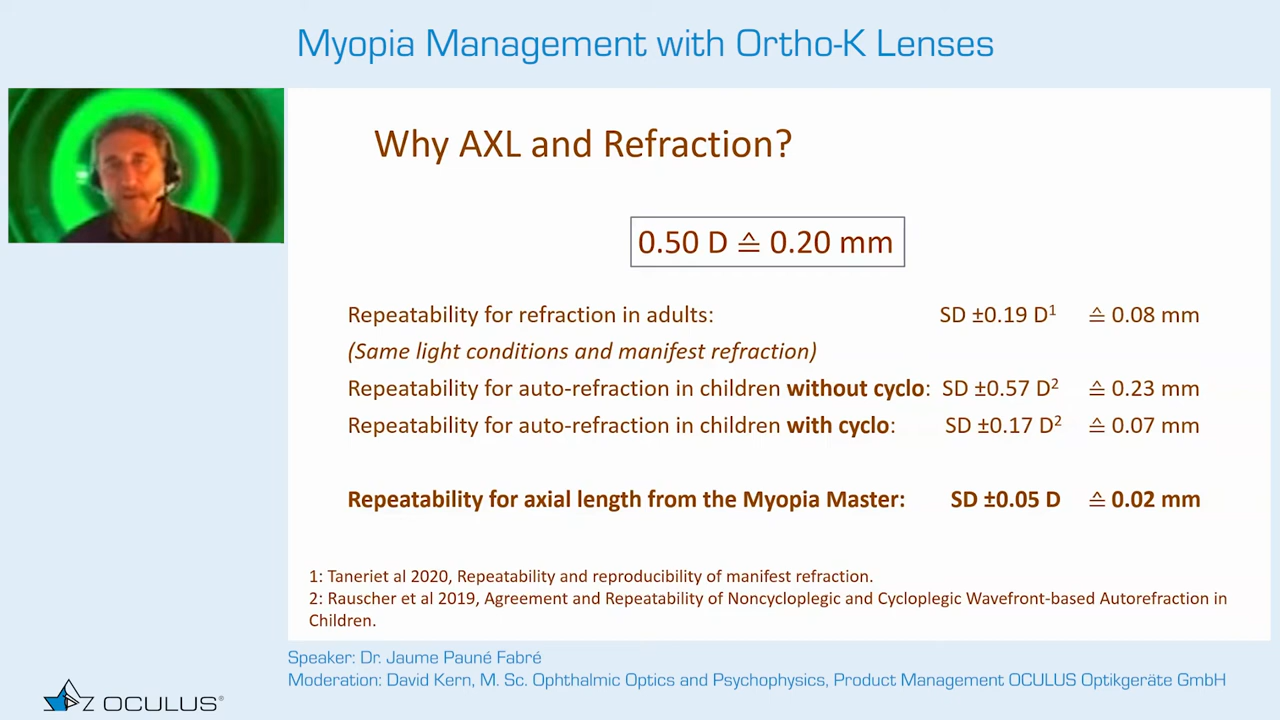 Myopia Management with Ortho-K Lenses
Why AXL and Refraction?
0.50 D ≙ 0.20 mm
Repeatability for refraction in adults: SD ±0.19 D¹ ≙ 0.08 mm
(Same light conditions and manifest refraction)
Repeatability for auto-refraction in children without cyclo: SD ±0.57 D² ≙ 0.23 mm
Repeatability for auto-refraction in children with cyclo: SD ±0.17 D² ≙ 0.07 mm
Repeatability for axial length from the Myopia Master: SD ±0.05 D ≙ 0.02 mm
1: Taneriet al 2020, Repeatability and reproducibility of manifest refraction.
2: Rauscher et al 2019, Agreement and Repeatability of Noncycloplegic and Cycloplegic Wavefront-based Autorefraction in
Children.
Speaker: Dr. Jaume Pauné Fabré
Moderation: David Kern, M. Sc. Ophthalmic Optics and Psychophysics, Product Management OCULUS Optikgeräte GmbH
OCULUS®